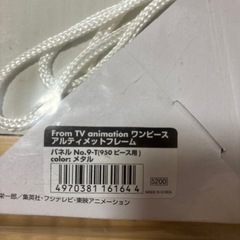 From TV animation ワンピース
アルティメットフレーム
パネル No.9-T(950 ピース用)
color: メタル
4970381161644
5200
栄一郎／集英社・フジテレビ・東映アニメーション